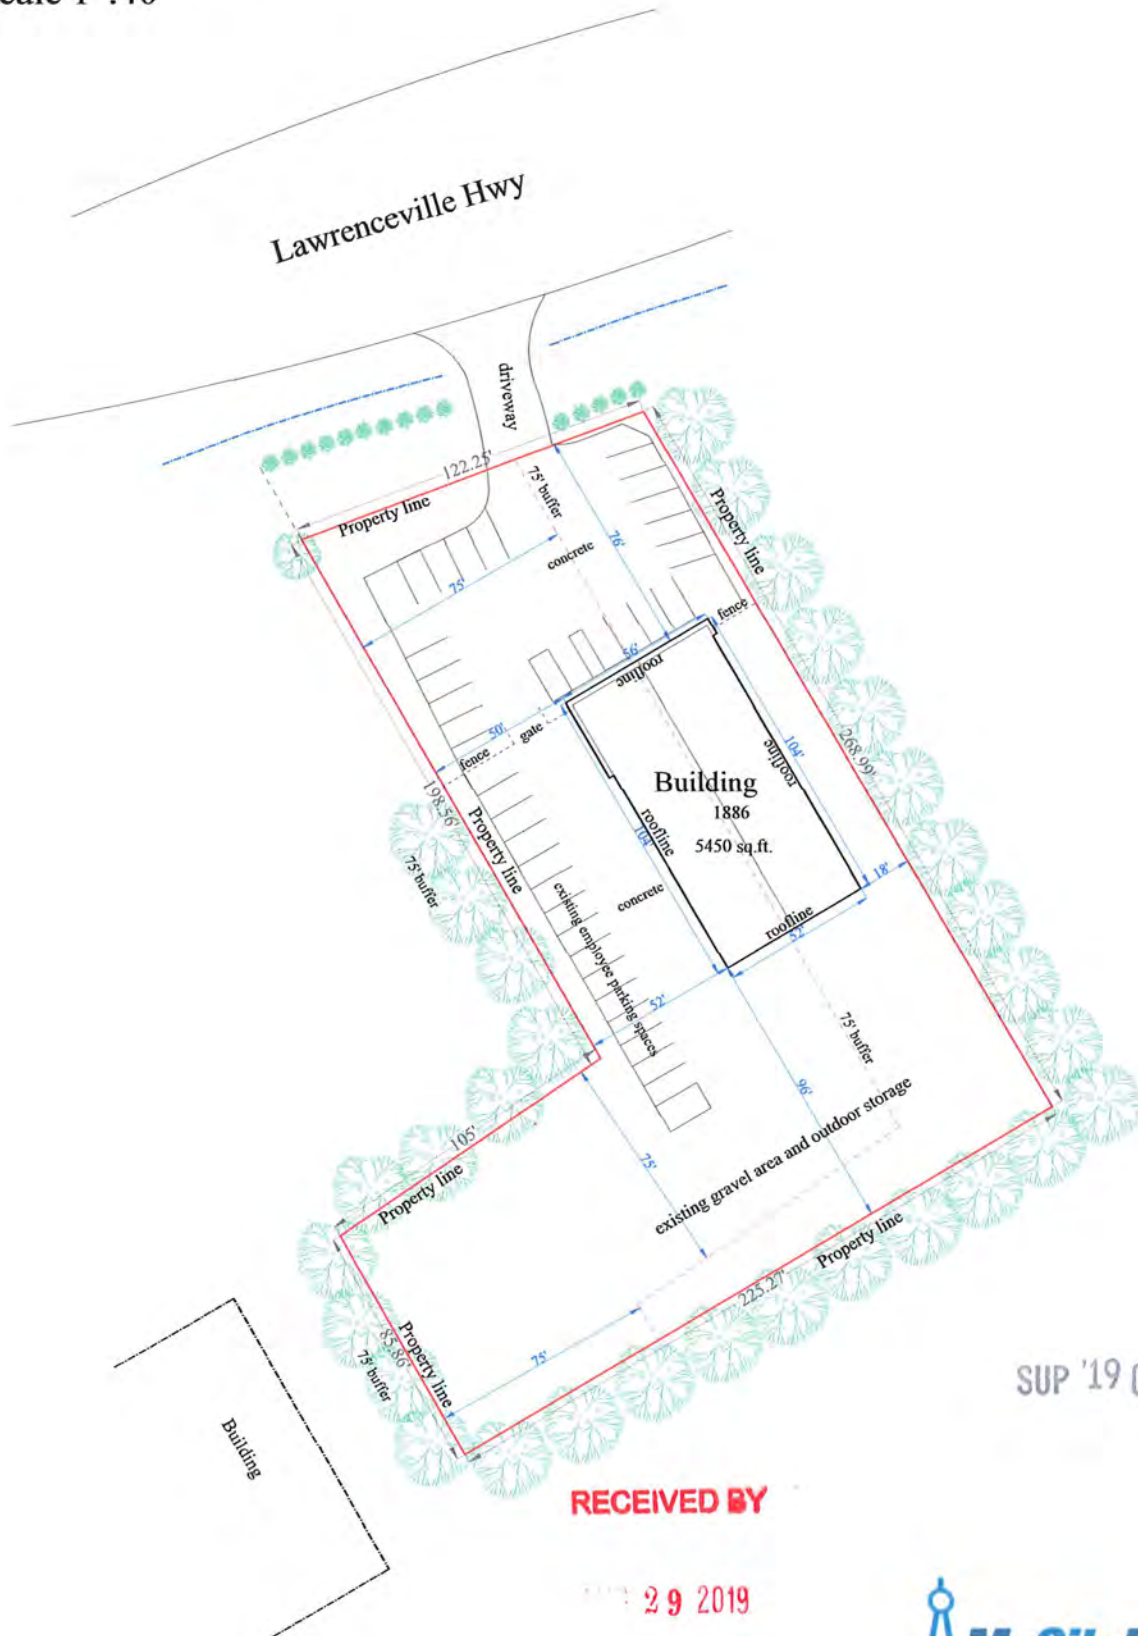 Lawrenceville Hwy
driveway
122.25'
75' buffer
Property line
Property line
76'
concrete
75'
fence
56'
roofline
50'
gate
fence
104'
roofline
268.99'
Building
1886
5450 sq.ft.
198.56'
Property line
roofline
104'
75' buffer
18'
existing employee parking spaces
concrete
roofline
52'
52'
75' buffer
96'
existing gravel area and outdoor storage
105'
Property line
75'
Property line
225.27'
75'
Property line
85.86'
75' buffer
Building
SUP '19
RECEIVED BY
29 2019